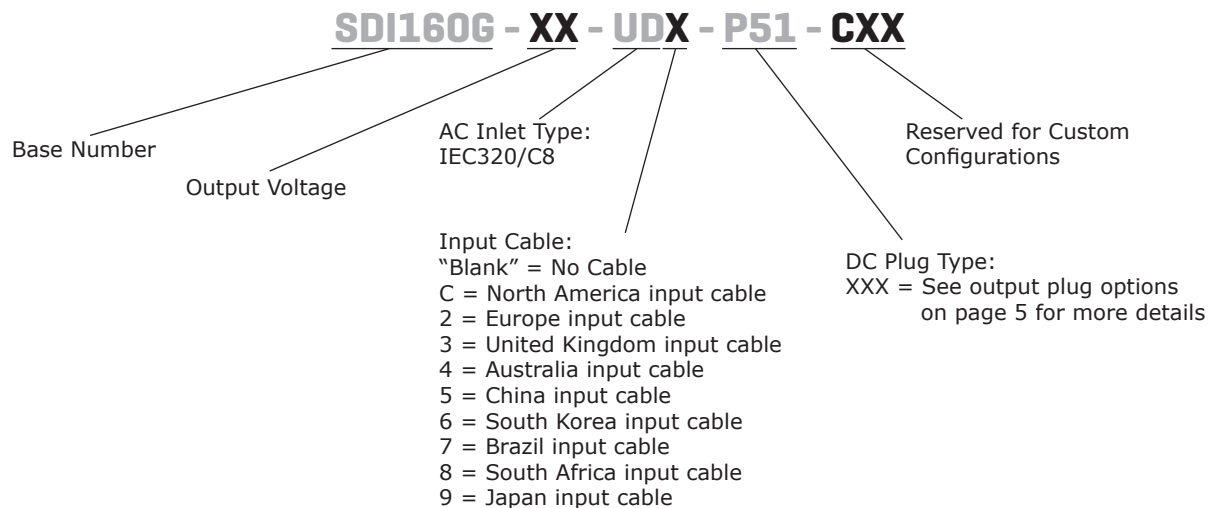 SDI160G - XX - UDX - P51 - CXX
Base Number
Output Voltage
AC Inlet Type:
IEC320/C8
Input Cable:
“Blank” = No Cable
C = North America input cable
2 = Europe input cable
3 = United Kingdom input cable
4 = Australia input cable
5 = China input cable
6 = South Korea input cable
7 = Brazil input cable
8 = South Africa input cable
9 = Japan input cable
DC Plug Type:
XXX = See output plug options
on page 5 for more details
Reserved for Custom
Configurations